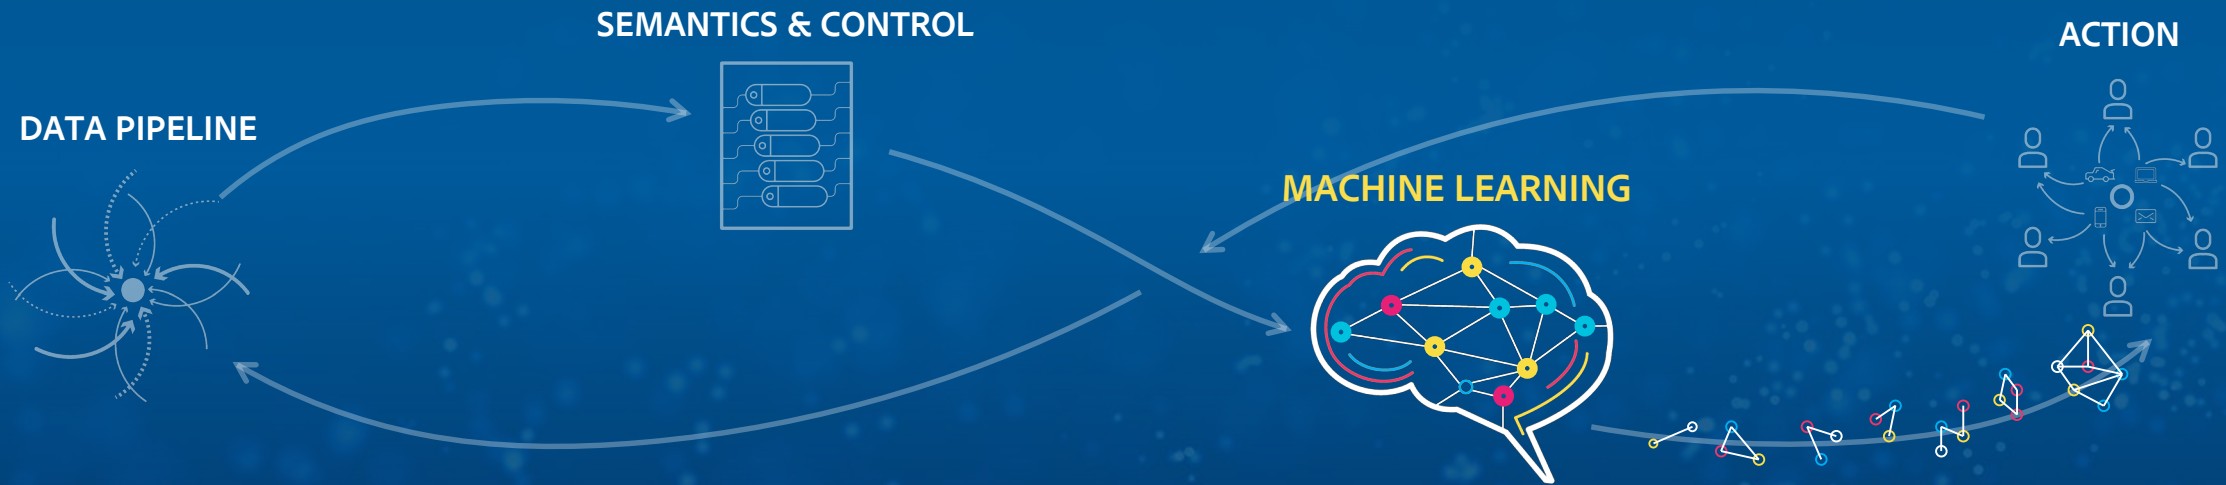 DATA PIPELINE
SEMANTICS & CONTROL
MACHINE LEARNING
ACTION